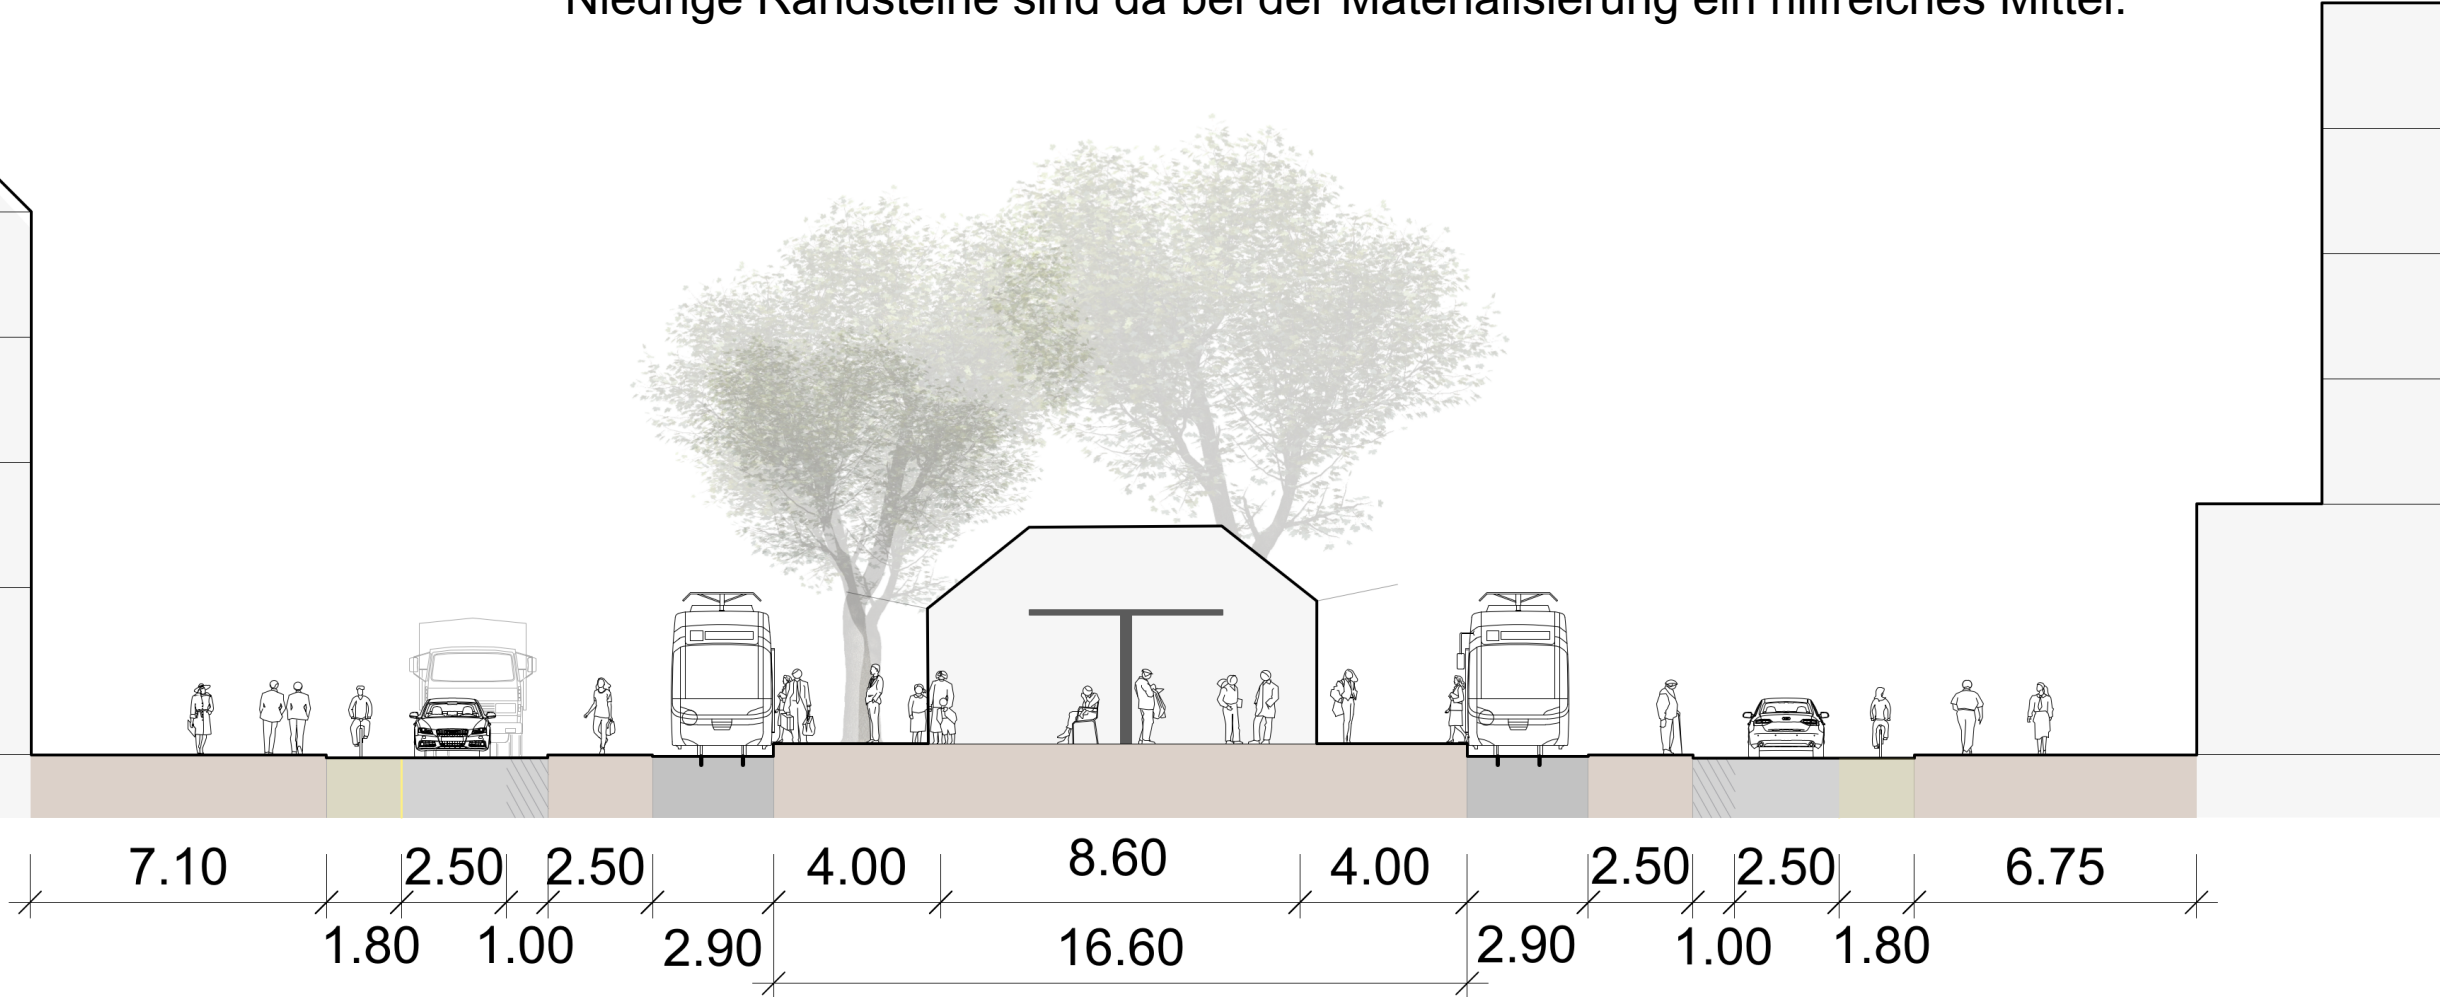 Niedrige Randsteine sind da bei der Materialisierung ein hilfreiches Mittel.
7.10 2.50 2.50 4.00 8.60 4.00 2.50 2.50 6.75
1.80 1.00 2.90 16.60 2.90 1.00 1.80